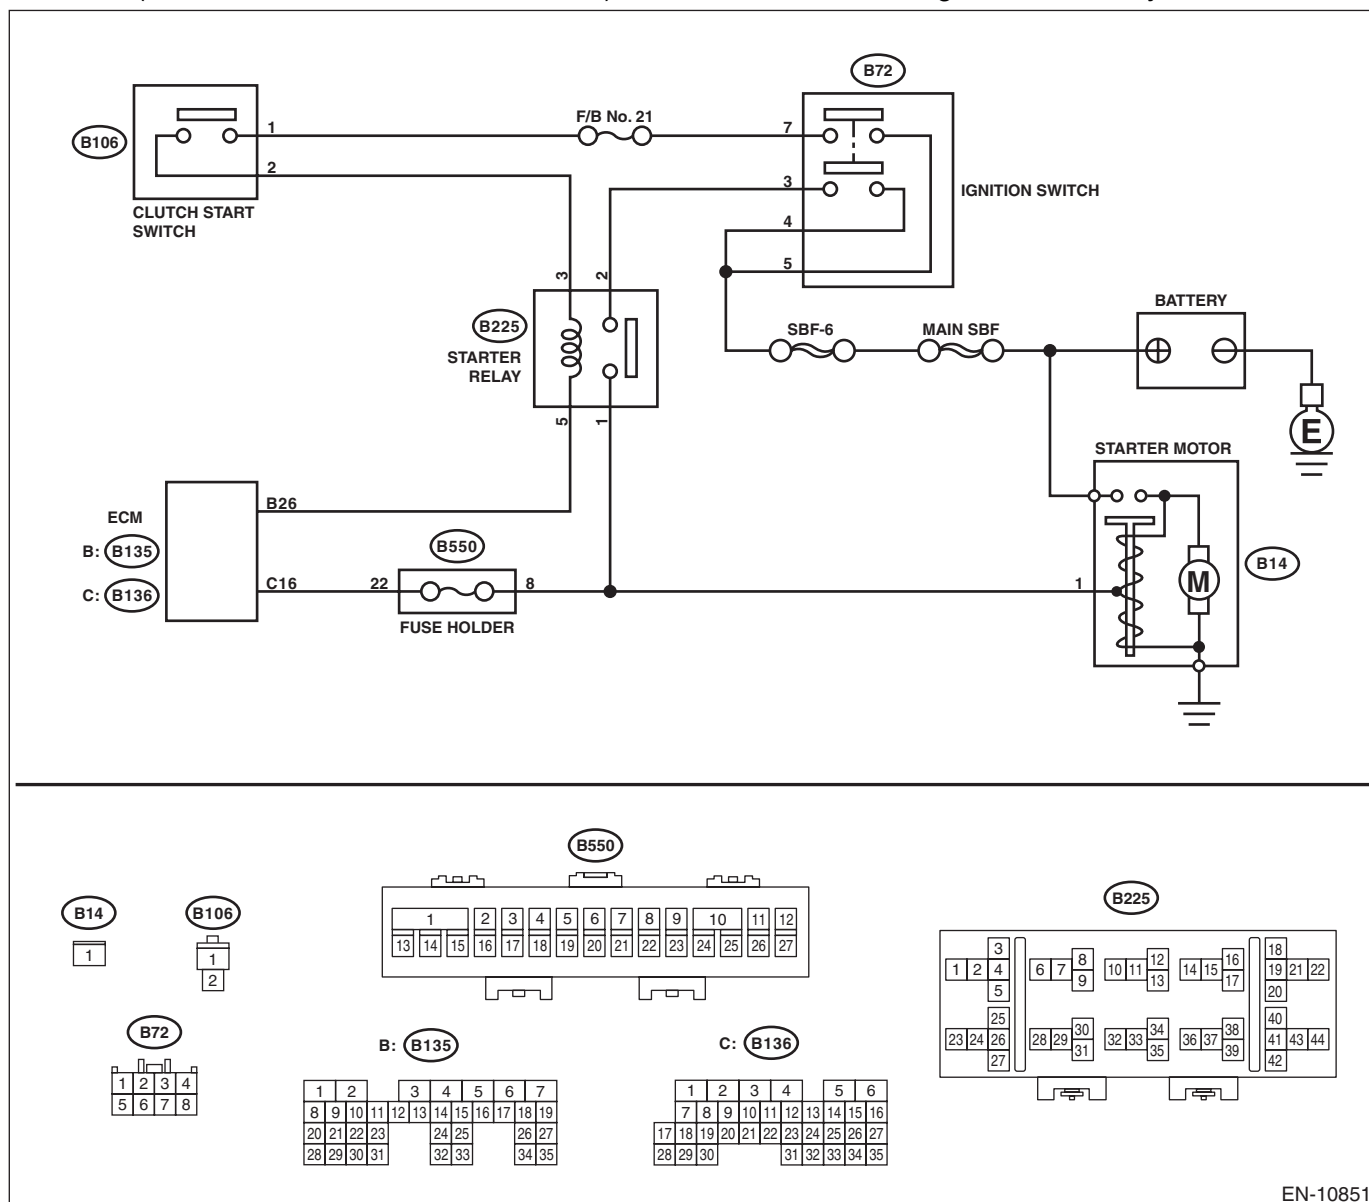 B72
F/B No. 21
B106
1
7
2
3
IGNITION SWITCH
CLUTCH START
SWITCH
4
5
3
2
BATTERY
B225
SBF-6
MAIN SBF
STARTER
RELAY
5
1
E
STARTER MOTOR
B26
ECM
B: B135
B550
B14
M
C: B136
C16
22
8
1
FUSE HOLDER
B550
B225
B14
B106
1
1
2
1 2 3 4 5 6 7 8 9 10 11 12
13 14 15 16 17 18 19 20 21 22 23 24 25 26 27
3 8 12 16 18
1 2 4 6 7 9 10 11 13 14 15 17 19 21 22
5 20
25 30 34 38 40
23 24 26 28 29 31 32 33 35 36 37 39 41 43 44
27 42
B72
1 2 3 4
5 6 7 8
B: B135
1 2 3 4 5 6 7
8 9 10 11 12 13 14 15 16 17 18 19
20 21 22 23 24 25 26 27
28 29 30 31 32 33 34 35
C: B136
1 2 3 4 5 6
7 8 9 10 11 12 13 14 15 16
17 18 19 20 21 22 23 24 25 26 27
28 29 30 31 32 33 34 35
EN-10851